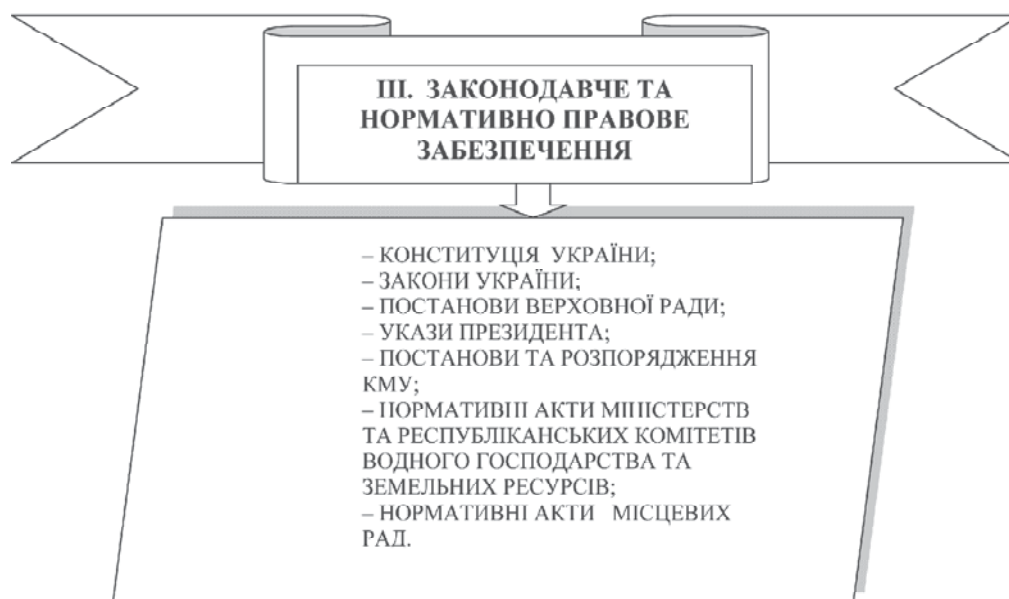 III. ЗАКОНОДАВЧЕ ТА
НОРМАТИВНО ПРАВОВЕ
ЗАБЕЗПЕЧЕННЯ
– КОНСТИТУЦІЯ УКРАЇНИ;
– ЗАКОНИ УКРАЇНИ;
– ПОСТАНОВИ ВЕРХОВНОЇ РАДИ;
– УКАЗИ ПРЕЗИДЕНТА;
– ПОСТАНОВИ ТА РОЗПОРЯДЖЕННЯ
КМУ;
– НОРМАТИВНІ АКТИ МІНІСТЕРСТВ
ТА РЕСПУБЛІКАНСЬКИХ КОМІТЕТІВ
ВОДНОГО ГОСПОДАРСТВА ТА
ЗЕМЕЛЬНИХ РЕСУРСІВ;
– НОРМАТИВНІ АКТИ МІСЦЕВИХ
РАД.